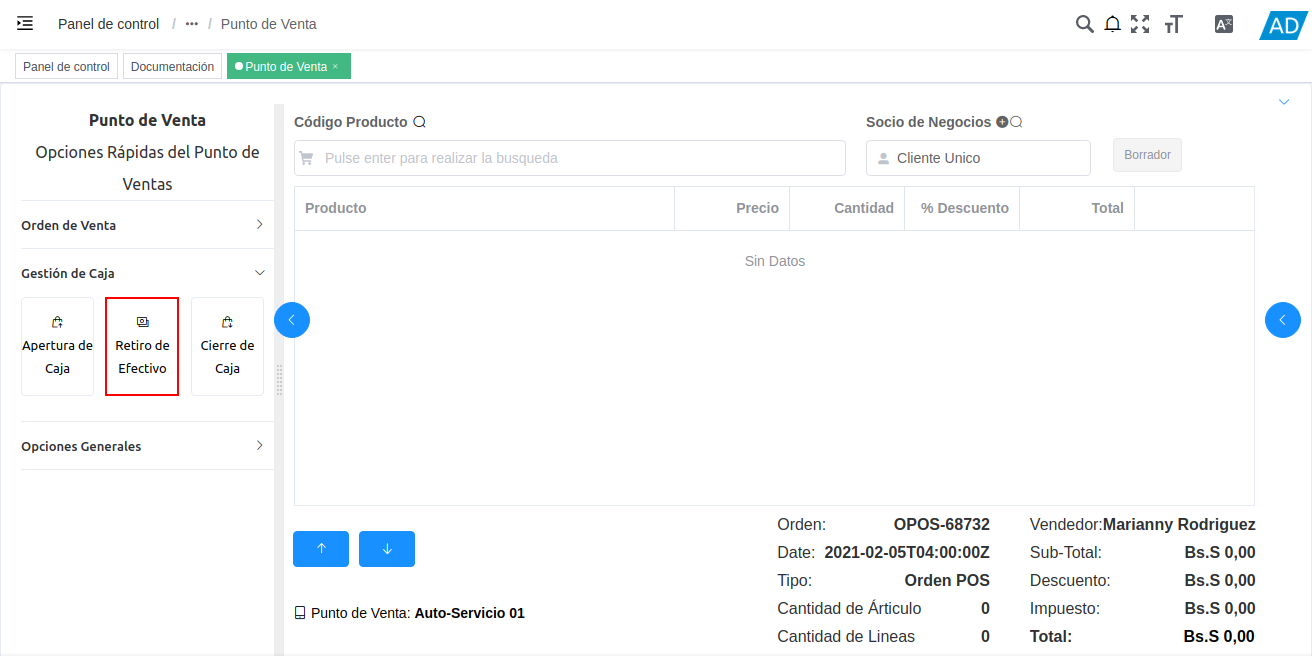 Panel de control / ••• / Punto de Venta
AD
Panel de control
Documentación
Punto de Venta ×
Punto de Venta
Opciones Rápidas del Punto de
Ventas
Orden de Venta
Gestión de Caja
Apertura de
Caja
Retiro de
Efectivo
Cierre de
Caja
Opciones Generales
Código Producto
Pulse enter para realizar la busqueda
Socio de Negocios
Cliente Unico
Borrador
Producto Precio Cantidad % Descuento Total
Sin Datos
Punto de Venta: Auto-Servicio 01
Orden: OPOS-68732
Date: 2021-02-05T04:00:00Z
Tipo: Orden POS
Cantidad de Árticulo 0
Cantidad de Lineas 0
Vendedor:Marianny Rodriguez
Sub-Total: Bs.S 0,00
Descuento: Bs.S 0,00
Impuesto: Bs.S 0,00
Total: Bs.S 0,00